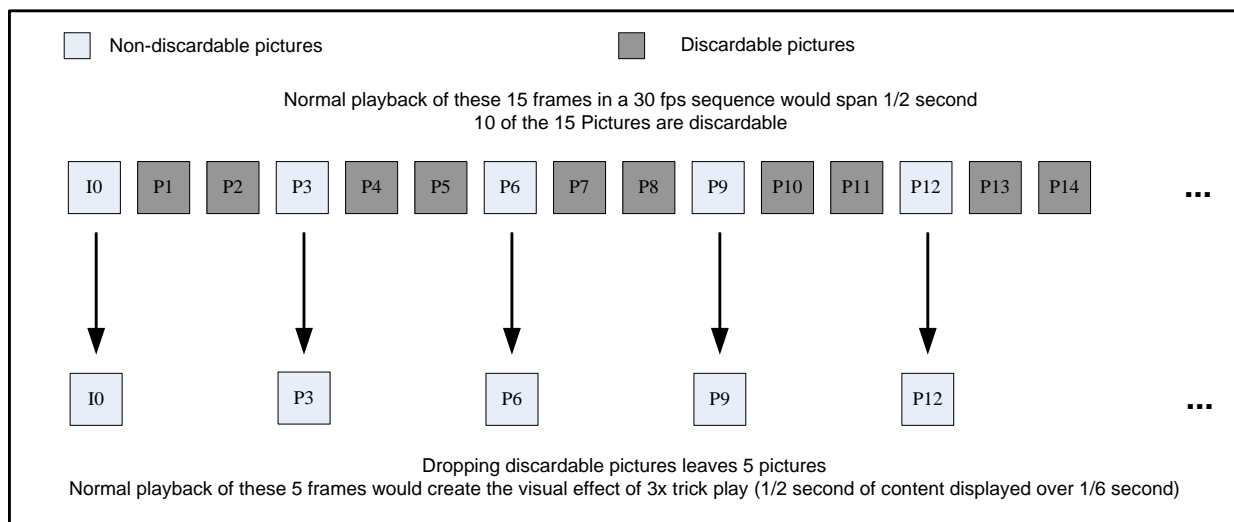 Non-discardable pictures
Discardable pictures
Normal playback of these 15 frames in a 30 fps sequence would span 1/2 second
10 of the 15 Pictures are discardable
I0 P1 P2 P3 P4 P5 P6 P7 P8 P9 P10 P11 P12 P13 P14 ...
I0 P3 P6 P9 P12 ...
Dropping discardable pictures leaves 5 pictures
Normal playback of these 5 frames would create the visual effect of 3x trick play (1/2 second of content displayed over 1/6 second)